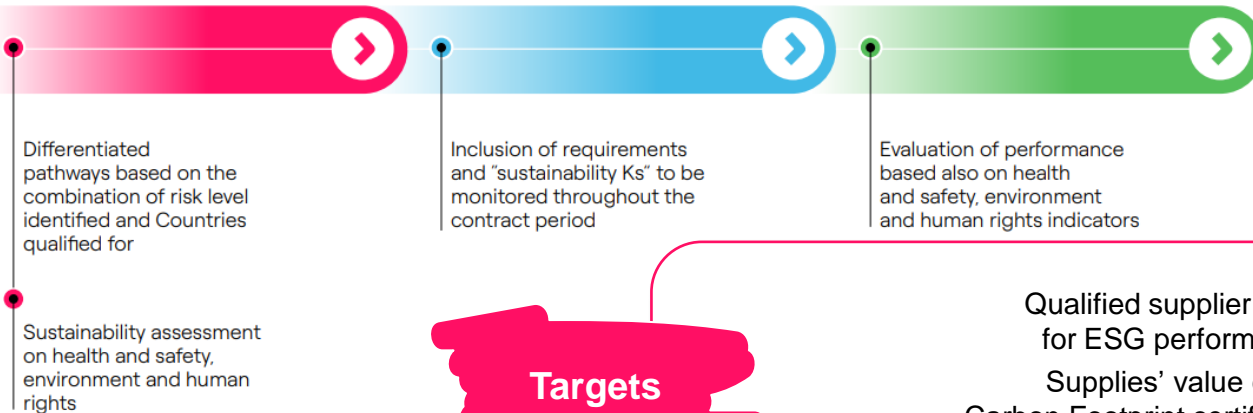 Differentiated
pathways based on the
combination of risk level
identified and Countries
qualified for
Sustainability assessment
on health and safety,
environment and human
rights
Inclusion of requirements
and "sustainability Ks" to be
monitored throughout the
contract period
Evaluation of performance
based also on health
and safety, environment
and human rights indicators
Targets
Qualified supplier
for ESG perform
Supplies' value
Carbon Footprint certif